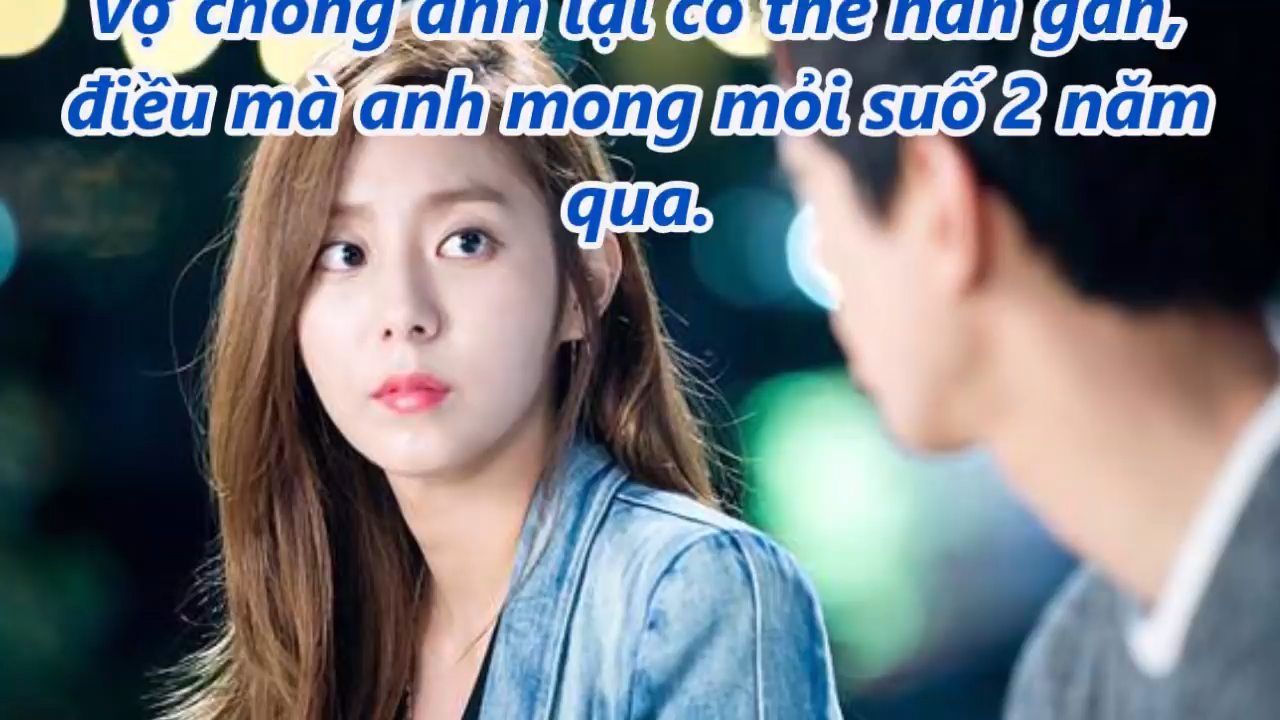 vợ chồng anh lại có thể hàn gắn,
điều mà anh mong mỏi suố 2 năm
qua.